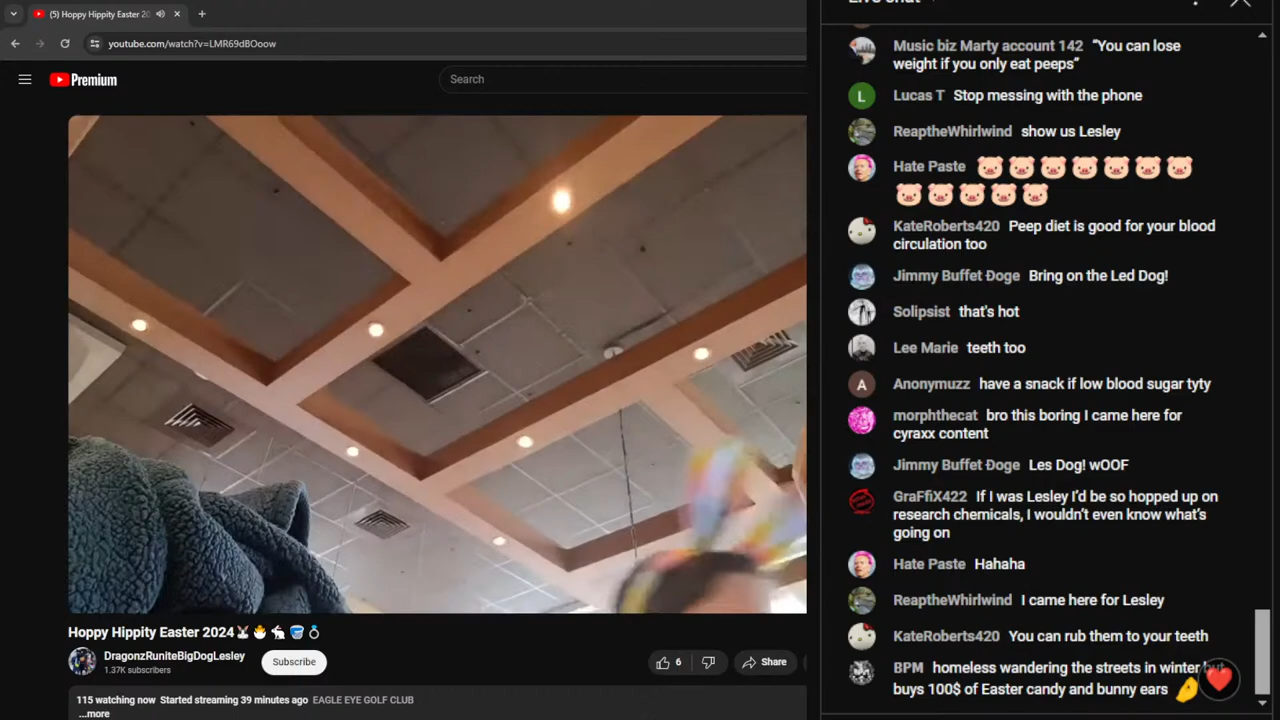 (5) Hoppy Hippity Easter 20
youtube.com/watch?v=LMR69dBOoow
Premium
Search
Hoppy Hippity Easter 2024
DragonzRuniteBigDogLesley
1.37K subscribers
Subscribe
6
Share
115 watching now Started streaming 39 minutes ago EAGLE EYE GOLF CLUB
...more
Music biz Marty account 142 “You can lose
weight if you only eat peeps”
L
Lucas T Stop messing with the phone
ReaptheWhirlwind show us Lesley
Hate Paste
KateRoberts420 Peep diet is good for your blood
circulation too
Jimmy Buffet Đoge Bring on the Led Dog!
Solipsist that's hot
Lee Marie teeth too
A
Anonymuzz have a snack if low blood sugar tyty
morphthecat bro this boring I came here for
cyraxx content
Jimmy Buffet Đoge Les Dog! wOOF
GraFfiX422 If I was Lesley I'd be so hopped up on
research chemicals, I wouldn't even know what's
going on
Hate Paste Hahaha
ReaptheWhirlwind I came here for Lesley
KateRoberts420 You can rub them to your teeth
BPM homeless wandering the streets in winter but
buys 100$ of Easter candy and bunny ears